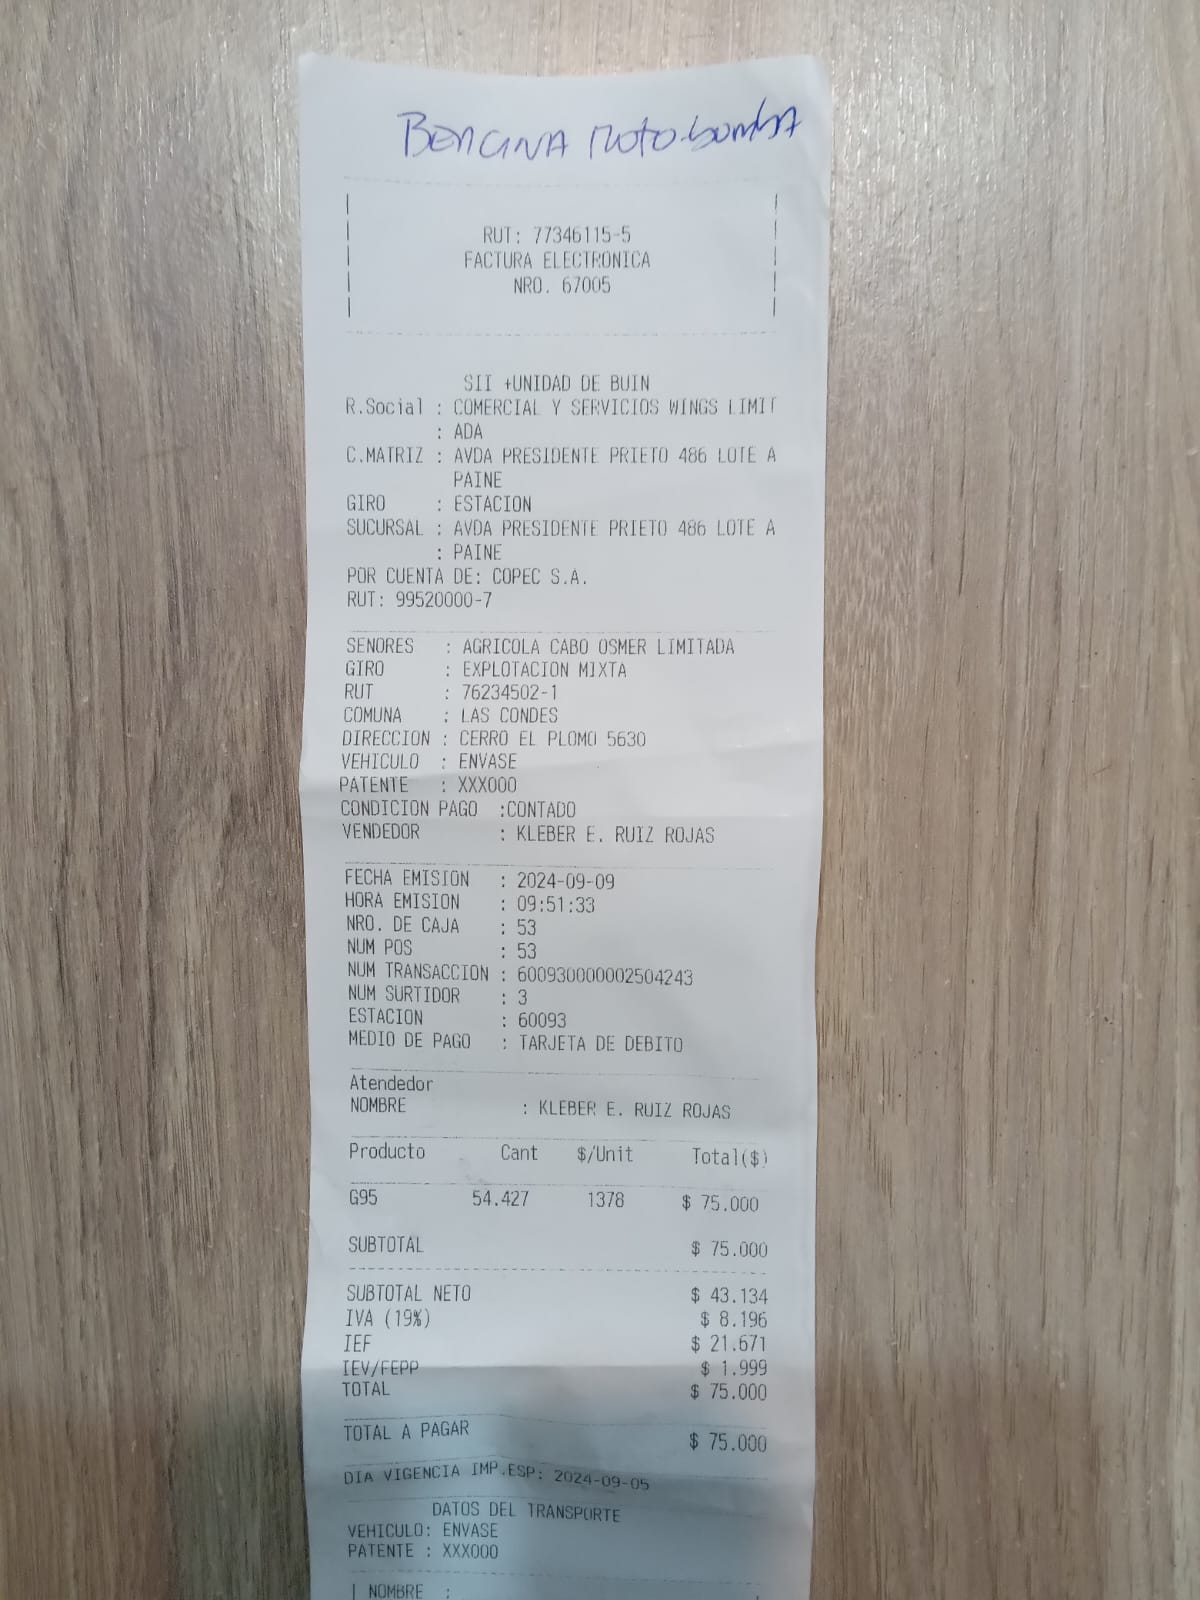 BENCINA Motobomba
RUT: 77346115-5
FACTURA ELECTRONICA
NRO. 67005
SII +UNIDAD DE BUIN
R.Social : COMERCIAL Y SERVICIOS WINGS LIMIT
: ADA
C.MATRIZ : AVDA PRESIDENTE PRIETO 486 LOTE A
PAINE
GIRO : ESTACION
SUCURSAL : AVDA PRESIDENTE PRIETO 486 LOTE A
: PAINE
POR CUENTA DE: COPEC S.A.
RUT: 99520000-7
SENORES : AGRICOLA CABO OSMER LIMITADA
GIRO : EXPLOTACION MIXTA
RUT : 76234502-1
COMUNA : LAS CONDES
DIRECCION : CERRO EL PLOMO 5630
VEHICULO : ENVASE
PATENTE : XXX000
CONDICION PAGO :CONTADO
VENDEDOR : KLEBER E. RUIZ ROJAS
FECHA EMISION : 2024-09-09
HORA EMISION : 09:51:33
NRO. DE CAJA : 53
NUM POS : 53
NUM TRANSACCION : 600930000002504243
NUM SURTIDOR : 3
ESTACION : 60093
MEDIO DE PAGO : TARJETA DE DEBITO
Atendedor
NOMBRE : KLEBER E. RUIZ ROJAS
Producto Cant $/Unit Total($)
G95 54.427 1378 $ 75.000
SUBTOTAL $ 75.000
SUBTOTAL NETO $ 43.134
IVA (19%) $ 8.196
IEF $ 21.671
IEV/FEPP $ 1.999
TOTAL $ 75.000
TOTAL A PAGAR $ 75.000
DIA VIGENCIA IMP.ESP: 2024-09-05
DATOS DEL TRANSPORTE
VEHICULO: ENVASE
PATENTE : XXX000
NOMBRE :